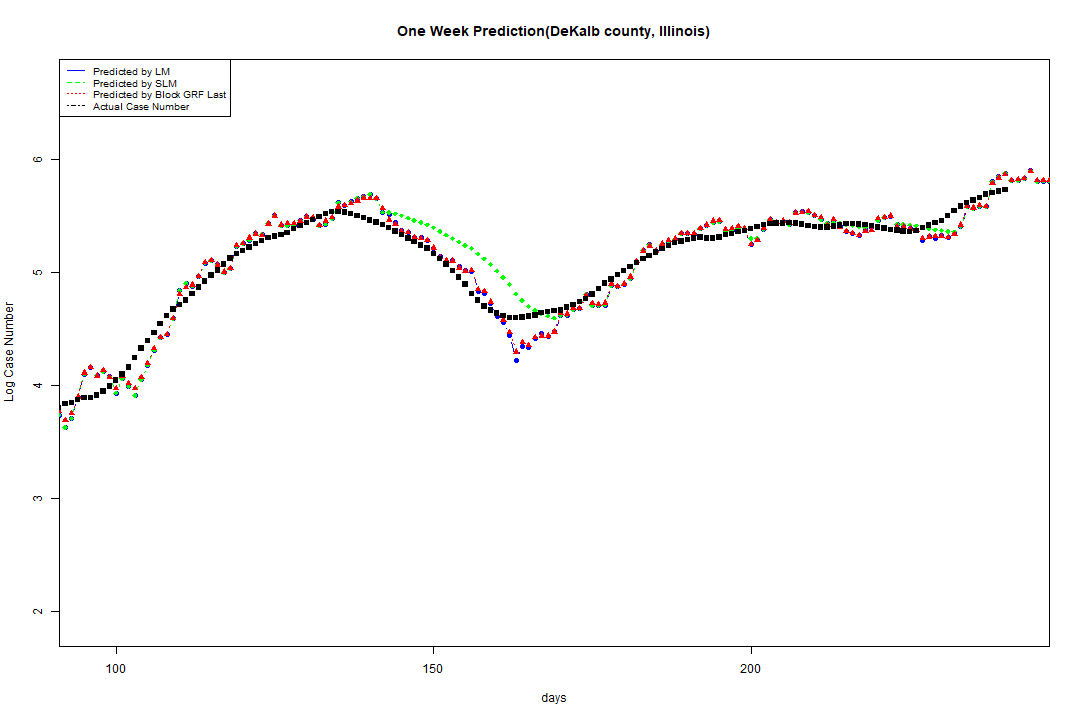 One Week Prediction(DeKalb county, Illinois)
Predicted by LM
Predicted by SLM
Predicted by Block GRF Last
Actual Case Number
Log Case Number
6
5
4
3
2
100 150 200
days